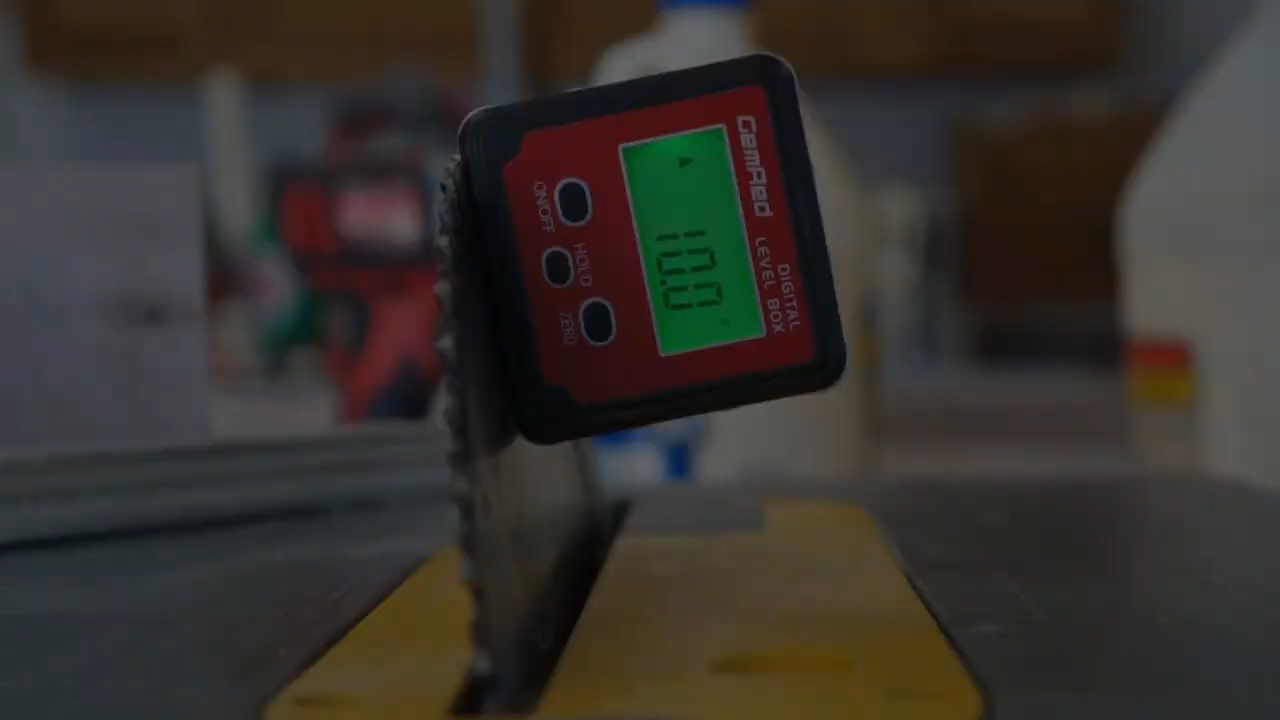 GemRed
DIGITAL
LEVEL BOX
10.0°
ON/OFF
HOLD
ZERO